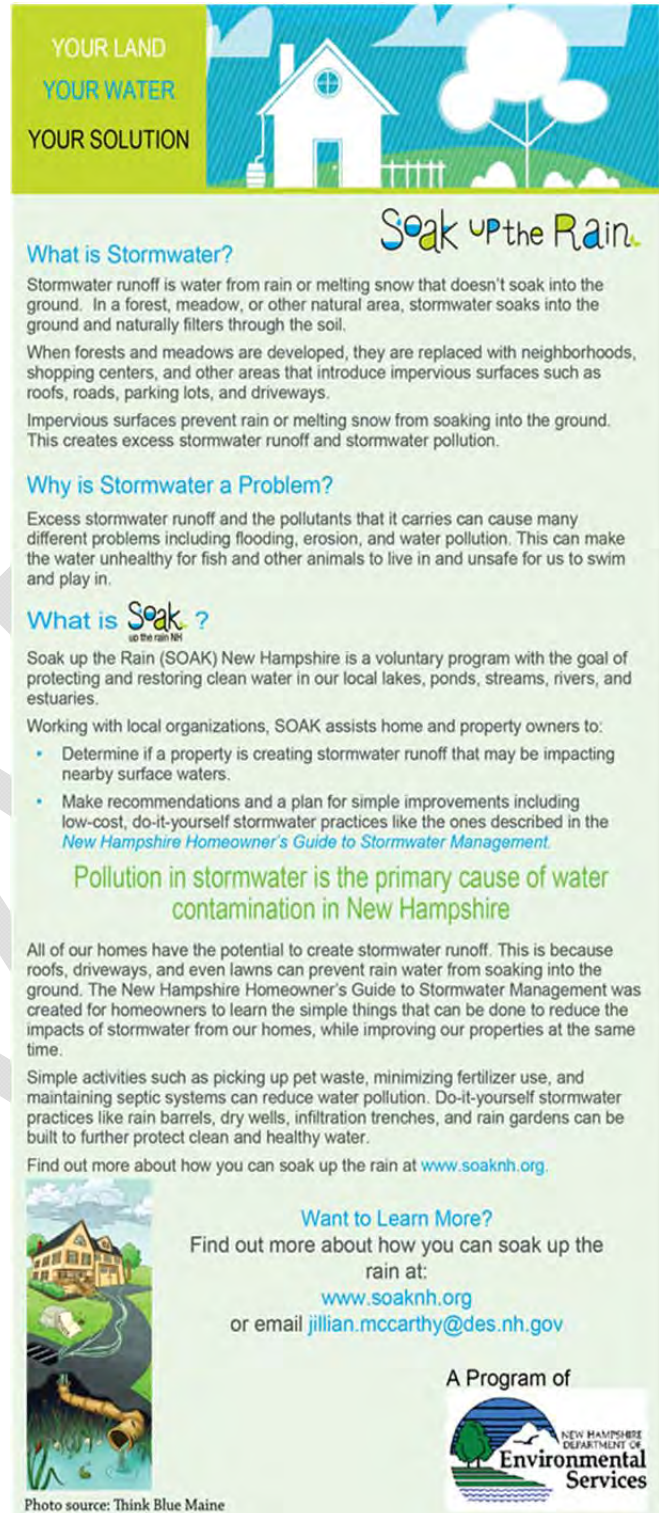 YOUR LAND
YOUR WATER
YOUR SOLUTION
Soak UP the Rain
What is Stormwater?
Stormwater runoff is water from rain or melting snow that doesn't soak into the
ground. In a forest, meadow, or other natural area, stormwater soaks into the
ground and naturally filters through the soil.
When forests and meadows are developed, they are replaced with neighborhoods,
shopping centers, and other areas that introduce impervious surfaces such as
roofs, roads, parking lots, and driveways.
Impervious surfaces prevent rain or melting snow from soaking into the ground.
This creates excess stormwater runoff and stormwater pollution.
Why is Stormwater a Problem?
Excess stormwater runoff and the pollutants that it carries can cause many
different problems including flooding, erosion, and water pollution. This can make
the water unhealthy for fish and other animals to live in and unsafe for us to swim
and play in.
What is Soak up the rain NH ?
Soak up the Rain (SOAK) New Hampshire is a voluntary program with the goal of
protecting and restoring clean water in our local lakes, ponds, streams, rivers, and
estuaries.
Working with local organizations, SOAK assists home and property owners to:
• Determine if a property is creating stormwater runoff that may be impacting
nearby surface waters.
• Make recommendations and a plan for simple improvements including
low-cost, do-it-yourself stormwater practices like the ones described in the
New Hampshire Homeowner's Guide to Stormwater Management.
Pollution in stormwater is the primary cause of water
contamination in New Hampshire
All of our homes have the potential to create stormwater runoff. This is because
roofs, driveways, and even lawns can prevent rain water from soaking into the
ground. The New Hampshire Homeowner's Guide to Stormwater Management was
created for homeowners to learn the simple things that can be done to reduce the
impacts of stormwater from our homes, while improving our properties at the same
time.
Simple activities such as picking up pet waste, minimizing fertilizer use, and
maintaining septic systems can reduce water pollution. Do-it-yourself stormwater
practices like rain barrels, dry wells, infiltration trenches, and rain gardens can be
built to further protect clean and healthy water.
Find out more about how you can soak up the rain at www.soaknh.org.
Want to Learn More?
Find out more about how you can soak up the
rain at:
www.soaknh.org
or email jillian.mccarthy@des.nh.gov
A Program of
NEW HAMPSHIRE
DEPARTMENT OF
Environmental
Services
Photo source: Think Blue Maine